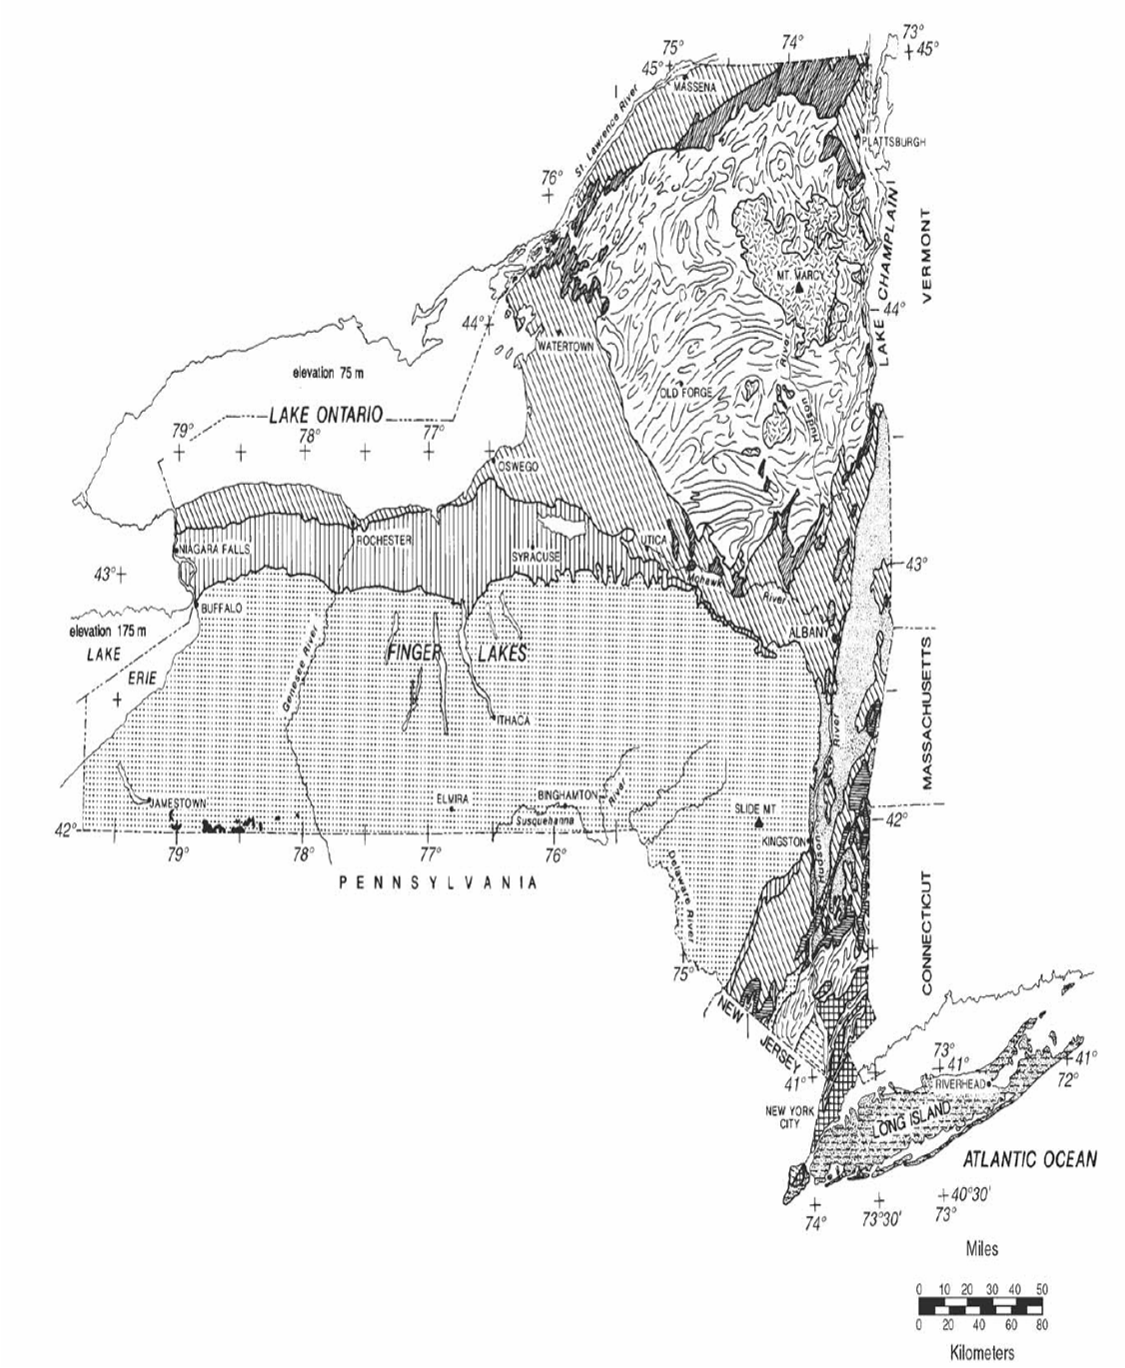 73°
75°
74°
45°
45°
MASSENA
St. Lawrence River
PLATTSBURGH
76°
LAKE CHAMPLAIN
VERMONT
MT. MARCY
44°
44°
WATERTOWN
River
elevation 75 m
OLD FORGE
Hudson
LAKE ONTARIO
79°
78°
77°
OSWEGO
ROCHESTER
UTICA
NIAGARA FALLS
SYRACUSE
43°
43°
Mohawk
River
BUFFALO
ALBANY
elevation 175 m
LAKE
ERIE
FINGER LAKES
Genesee River
MASSACHUSETTS
ITHACA
River
JAMESTOWN
ELMIRA
BINGHAMTON
River
SLIDE MT
Susquehanna
42°
42°
KINGSTON
Hudson
79°
78°
77°
76°
PENNSYLVANIA
Delaware River
CONNECTICUT
75°
NEW
JERSEY
73°
41°
41°
41°
72°
RIVERHEAD
NEW YORK
CITY
LONG ISLAND
ATLANTIC OCEAN
40°30'
74°
73°30'
73°
Miles
0 10 20 30 40 50
0 20 40 60 80
Kilometers